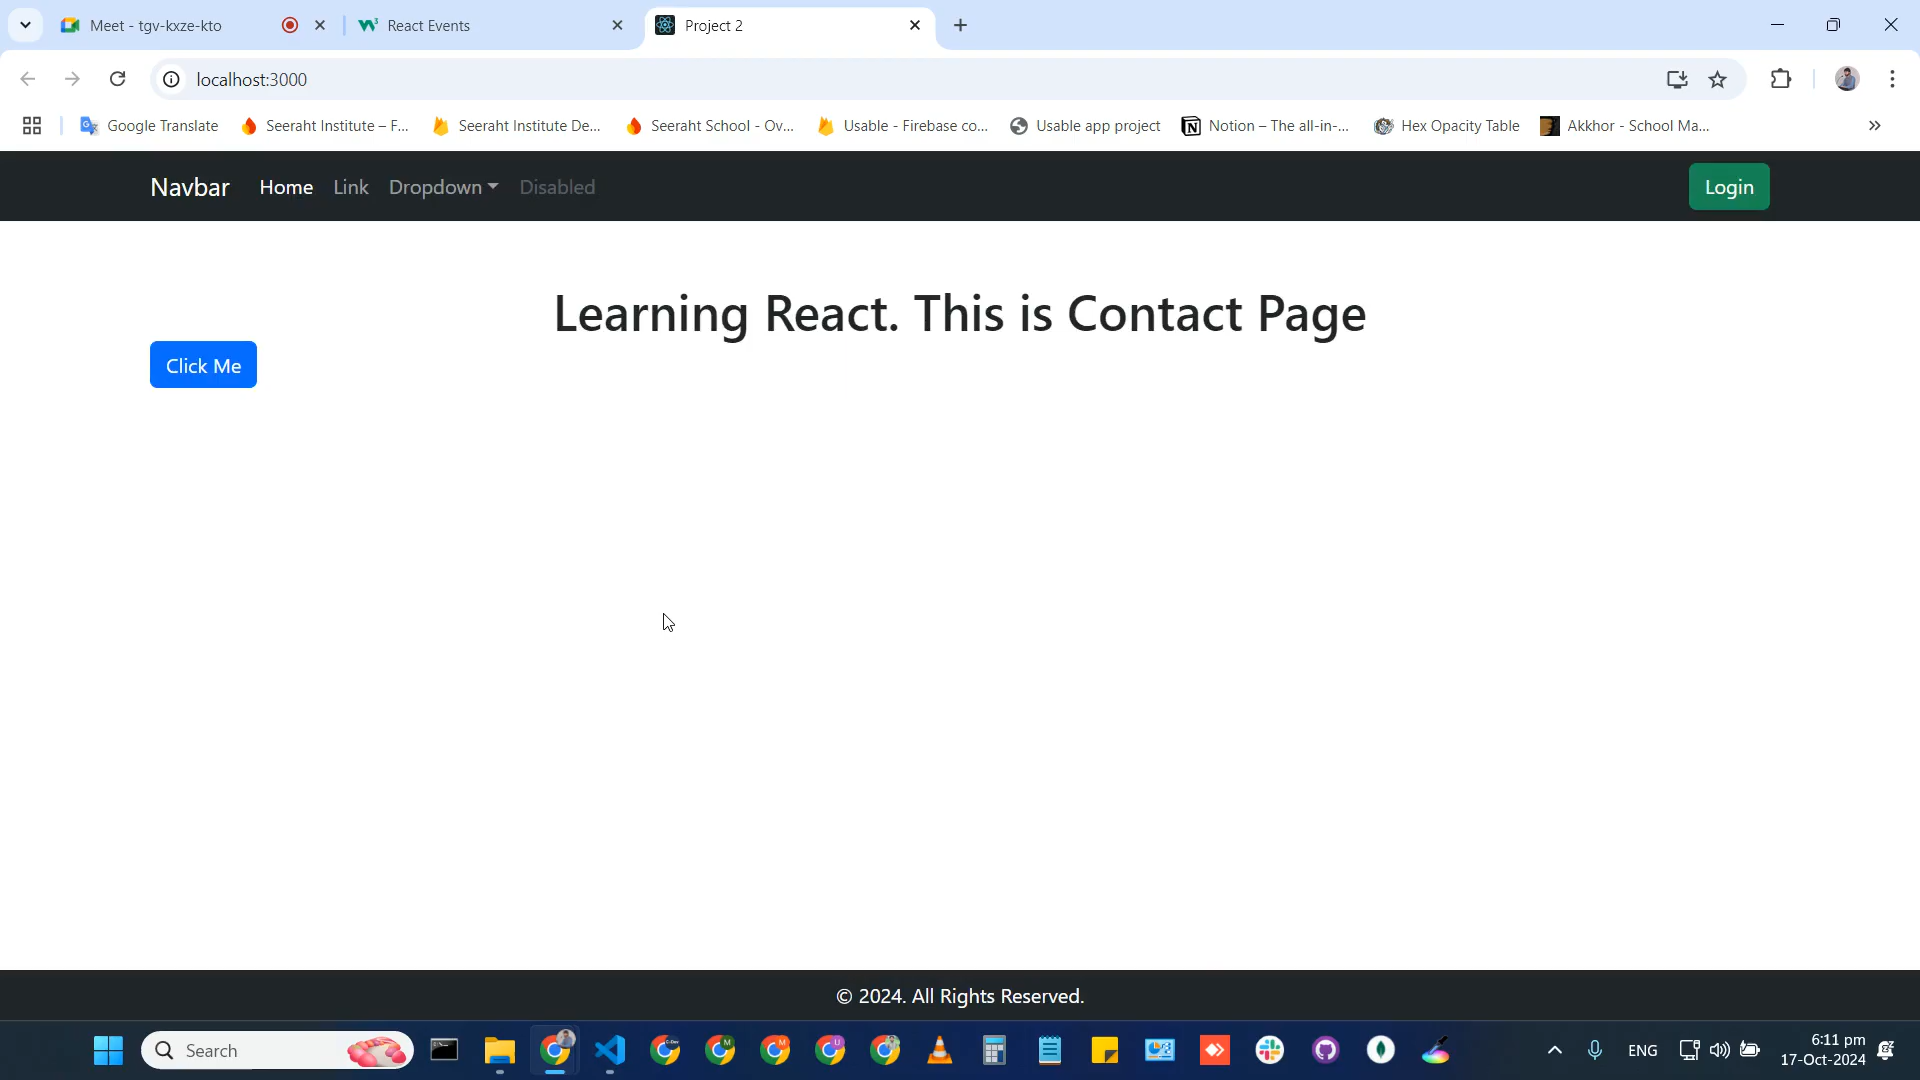 Meet - tgv-kxze-kto
React Events
Project 2
localhost:3000
Google Translate
Seeraht Institute – F...
Seeraht Institute De...
Seeraht School - Ov...
Usable - Firebase co...
Usable app project
Notion – The all-in-...
Hex Opacity Table
Akkhor - School Ma...
Navbar
Home
Link
Dropdown
Disabled
Login
Learning React. This is Contact Page
Click Me
© 2024. All Rights Reserved.
Search
ENG
6:11 pm
17-Oct-2024